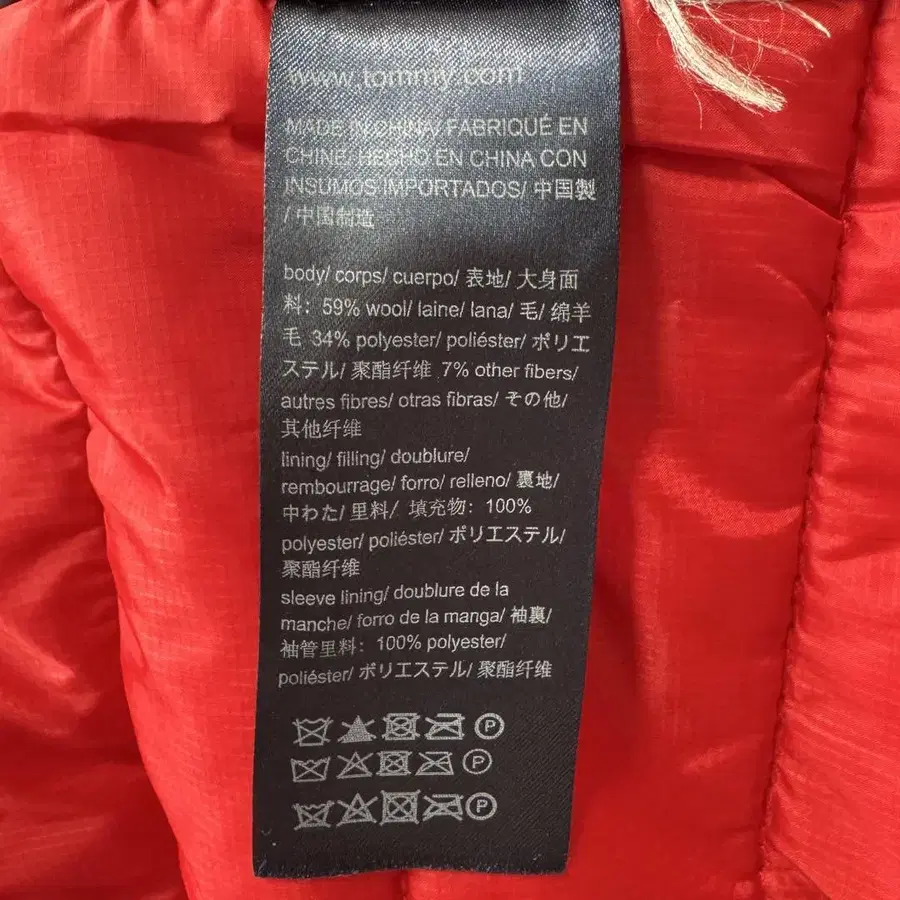 www.tommy.com
MADE IN CHINA/ FABRIQUÉ EN
CHINE/ HECHO EN CHINA CON
INSUMOS IMPORTADOS/ 中国製
/ 中国制造
body/ corps/ cuerpo/ 表地/ 大身面
料: 59% wool/ laine/ lana/ 毛/ 绵羊
毛 34% polyester/ poliéster/ ポリエ
ステル/ 聚酯纤维 7% other fibers/
autres fibres/ otras fibras/ その他/
其他纤维
lining/ filling/ doublure/
rembourrage/ forro/ relleno/ 裏地/
中わた/ 里料/ 填充物: 100%
polyester/ poliéster/ ポリエステル/
聚酯纤维
sleeve lining/ doublure de la
manche/ forro de la manga/ 袖裏/
袖管里料: 100% polyester/
poliéster/ ポリエステル/ 聚酯纤维
P
P
P